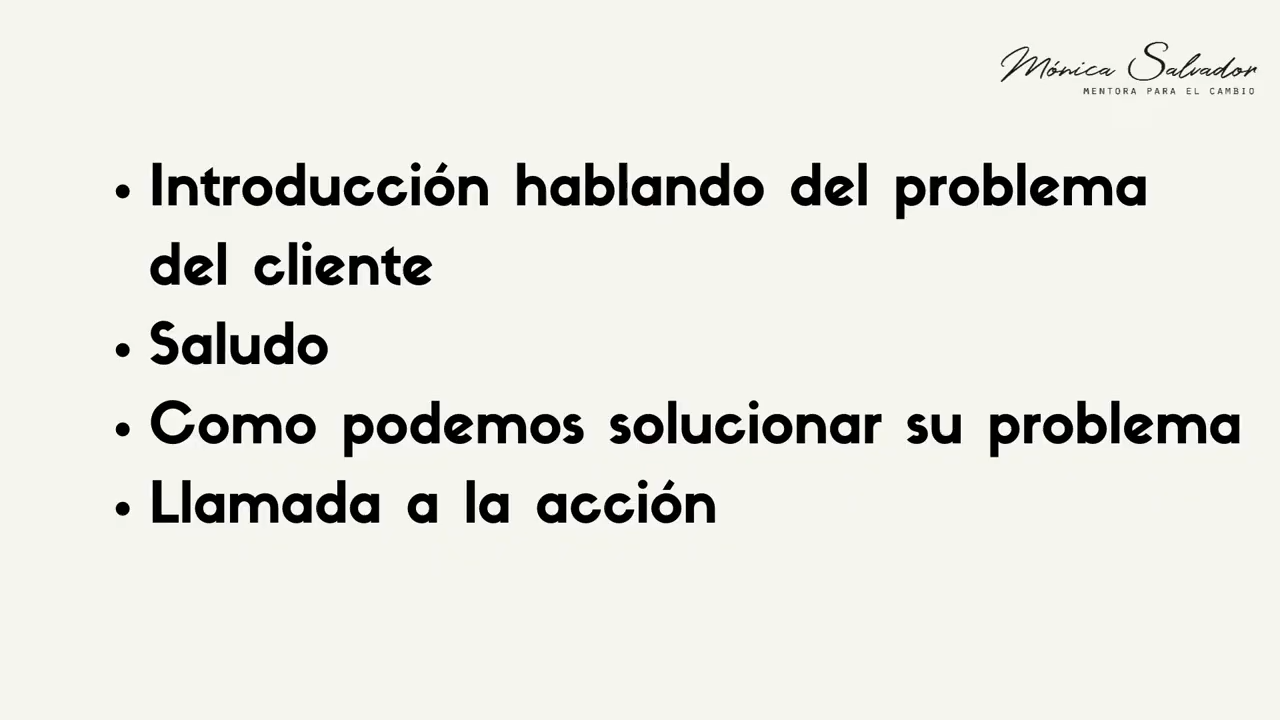 Mónica Salvador
MENTORA PARA EL CAMBIO
• Introducción hablando del problema
del cliente
• Saludo
• Como podemos solucionar su problema
• Llamada a la acción